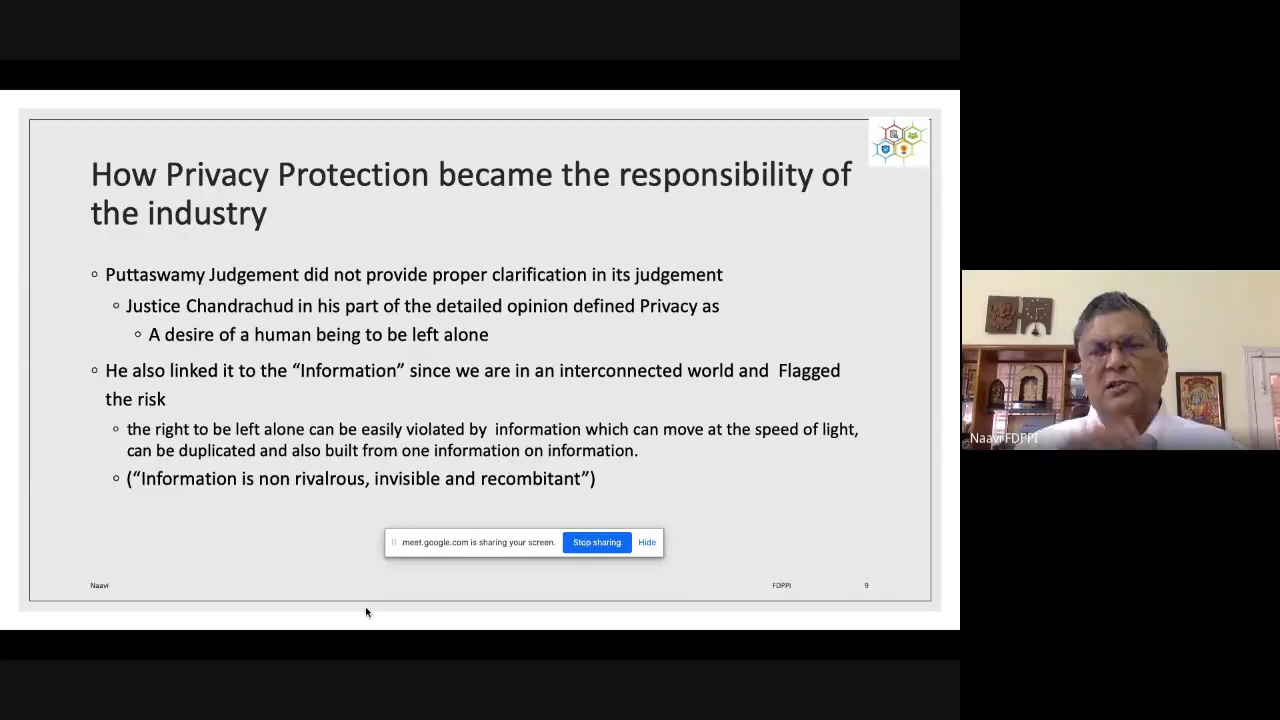 How Privacy Protection became the responsibility of
the industry
◦ Puttaswamy Judgement did not provide proper clarification in its judgement
◦ Justice Chandrachud in his part of the detailed opinion defined Privacy as
◦ A desire of a human being to be left alone
◦ He also linked it to the “Information” since we are in an interconnected world and Flagged
the risk
◦ the right to be left alone can be easily violated by information which can move at the speed of light,
can be duplicated and also built from one information on information.
◦ (“Information is non rivalrous, invisible and recombitant”)
meet.google.com is sharing your screen. Stop sharing Hide
Naavi FDPPI 9
Naavi FDPPI